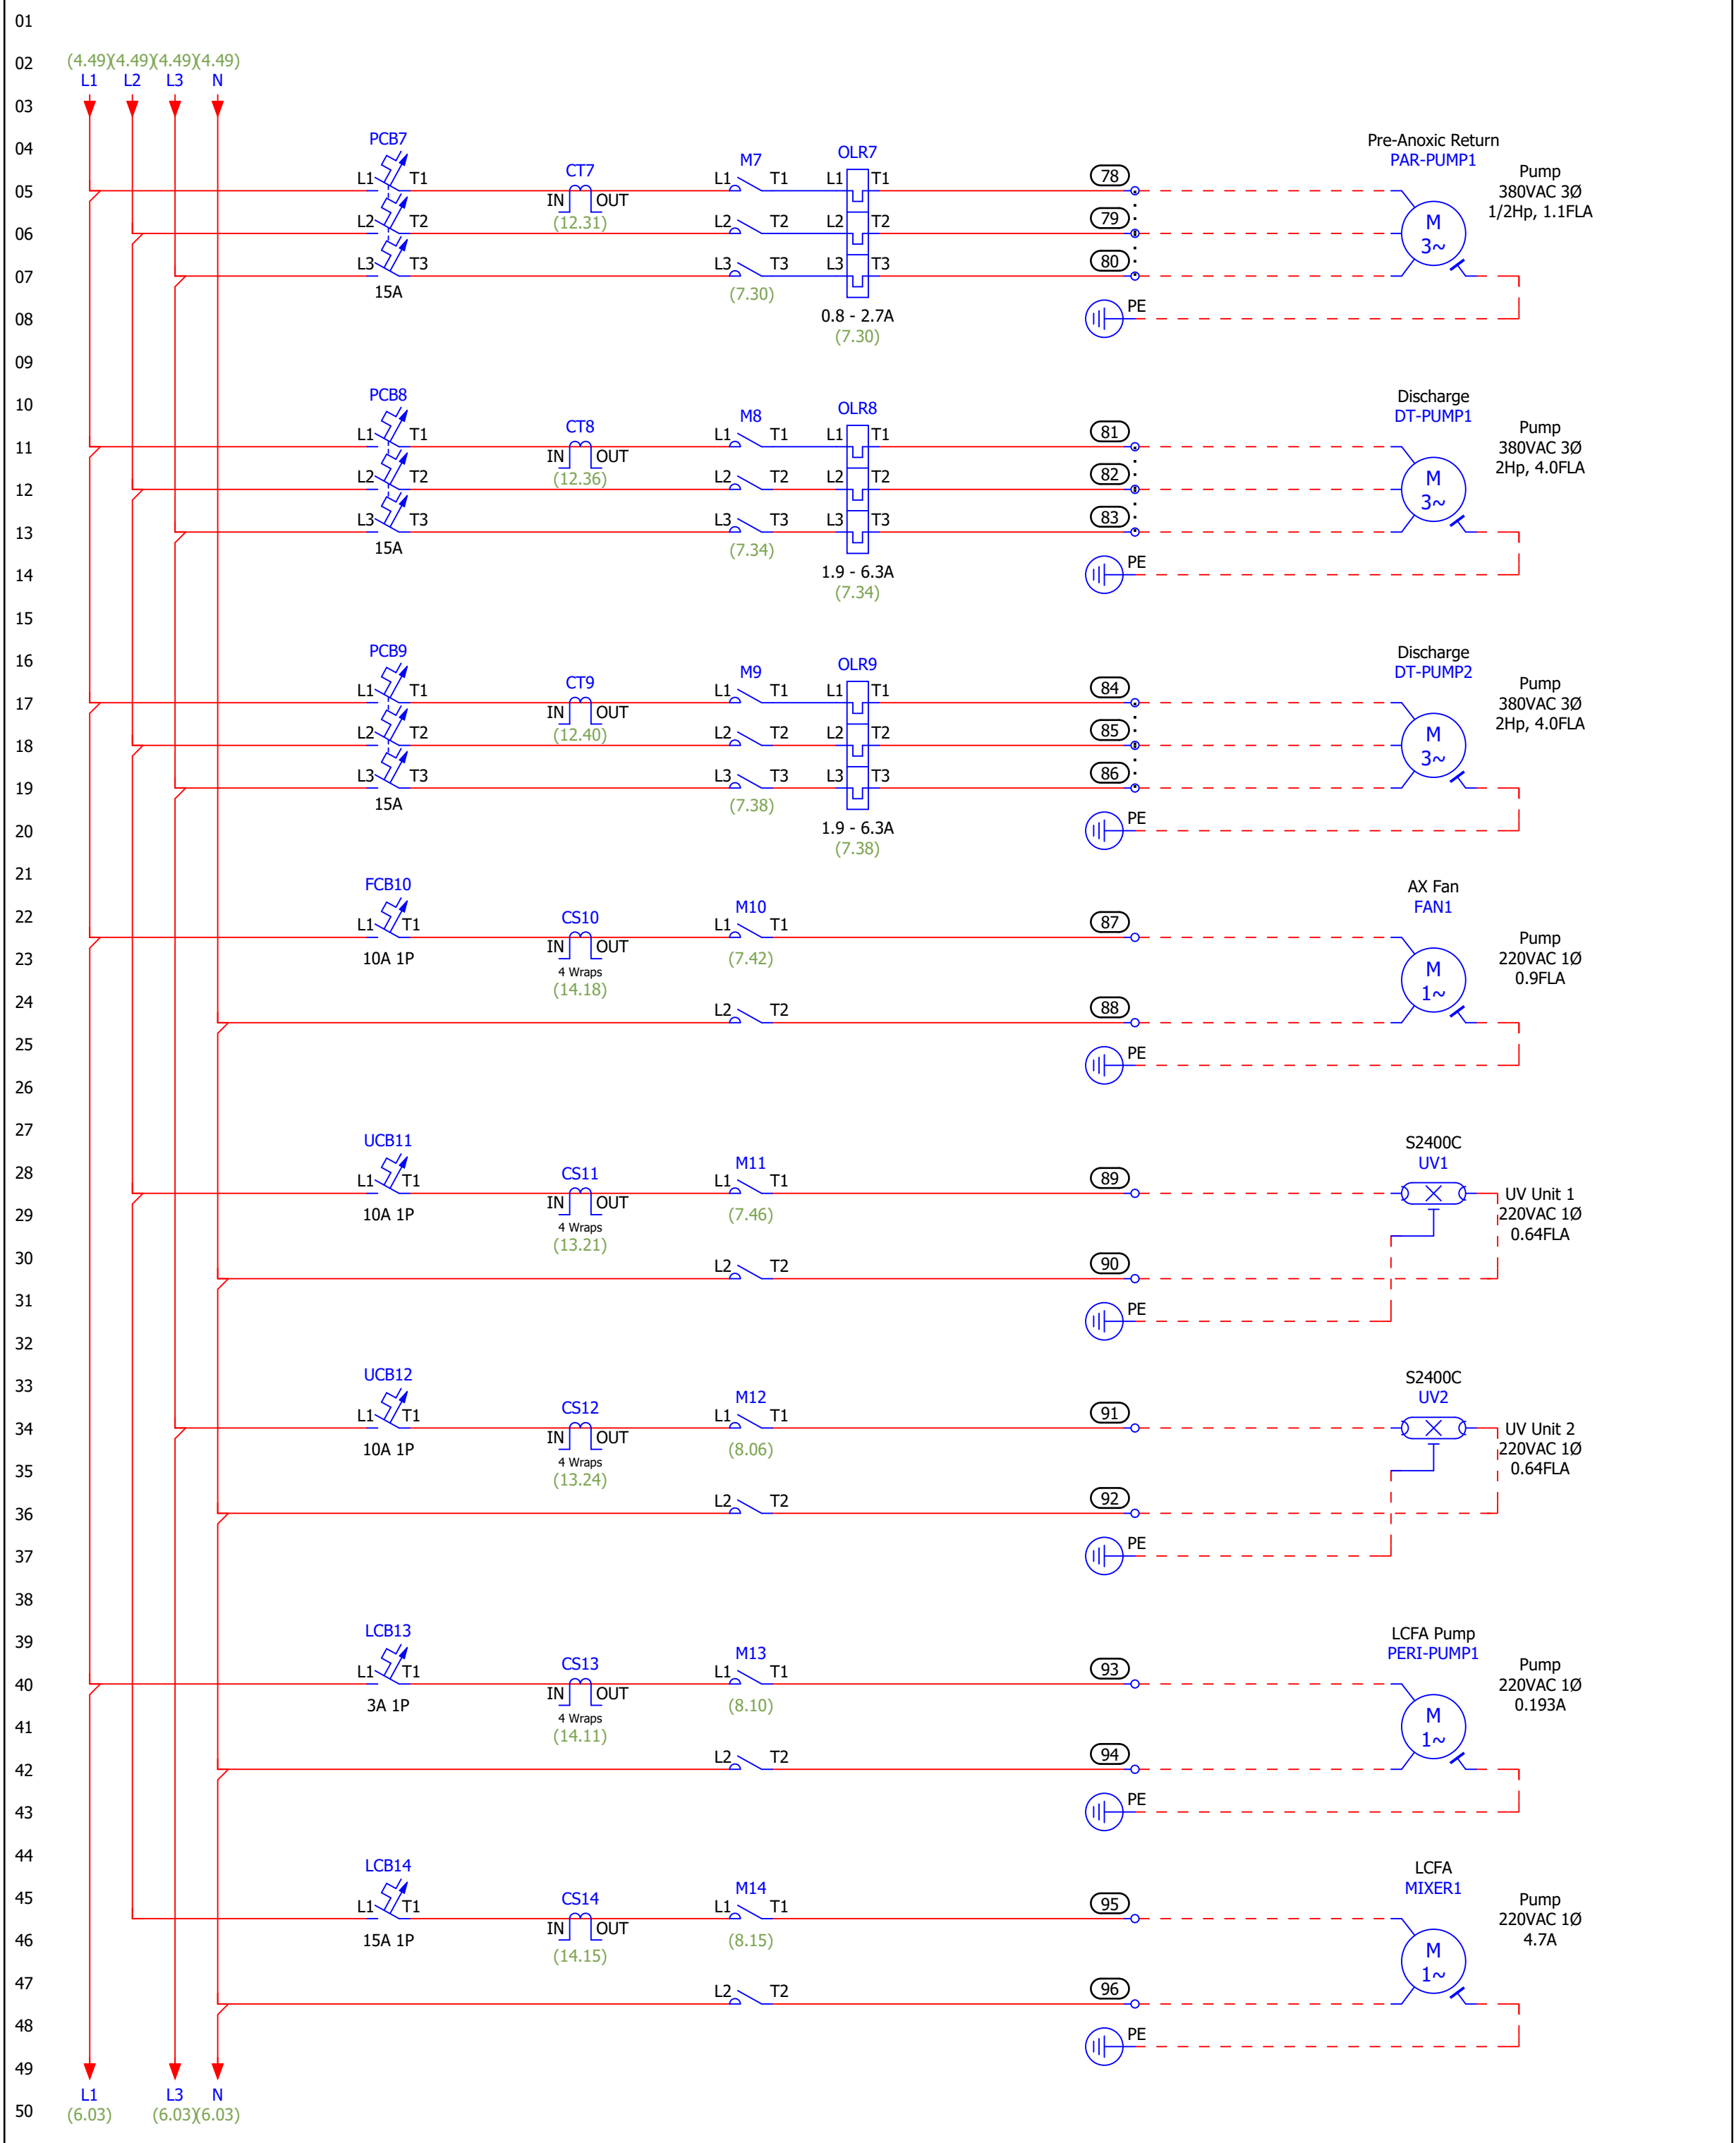 01
02
(4.49)(4.49)(4.49)(4.49)
L1 L2 L3 N
03
04
PCB7
CT7
M7
OLR7
Pre-Anoxic Return
PAR-PUMP1
05
L1 T1
IN OUT
(12.31)
L1 T1
L1 T1
78
Pump
380VAC 3Ø
1/2Hp, 1.1FLA
06
L2 T2
L2 T2
L2 T2
79
M
3~
07
L3 T3
15A
L3 T3
(7.30)
L3 T3
80
08
0.8 - 2.7A
(7.30)
PE
09
10
PCB8
CT8
M8
OLR8
Discharge
DT-PUMP1
11
L1 T1
IN OUT
(12.36)
L1 T1
L1 T1
81
Pump
380VAC 3Ø
2Hp, 4.0FLA
12
L2 T2
L2 T2
L2 T2
82
M
3~
13
L3 T3
15A
L3 T3
(7.34)
L3 T3
83
14
1.9 - 6.3A
(7.34)
PE
15
16
PCB9
CT9
M9
OLR9
Discharge
DT-PUMP2
17
L1 T1
IN OUT
(12.40)
L1 T1
L1 T1
84
Pump
380VAC 3Ø
2Hp, 4.0FLA
18
L2 T2
L2 T2
L2 T2
85
M
3~
19
L3 T3
15A
L3 T3
(7.38)
L3 T3
86
20
1.9 - 6.3A
(7.38)
PE
21
22
FCB10
CS10
M10
AX Fan
FAN1
L1 T1
IN OUT
L1 T1
87
23
10A 1P
4 Wraps
(14.18)
(7.42)
Pump
220VAC 1Ø
0.9FLA
M
1~
24
L2 T2
88
25
PE
26
27
28
UCB11
CS11
M11
S2400C
UV1
L1 T1
IN OUT
L1 T1
89
29
10A 1P
4 Wraps
(13.21)
(7.46)
UV Unit 1
220VAC 1Ø
0.64FLA
30
L2 T2
90
31
PE
32
33
UCB12
CS12
M12
S2400C
UV2
34
L1 T1
IN OUT
L1 T1
91
10A 1P
4 Wraps
(13.24)
(8.06)
UV Unit 2
220VAC 1Ø
0.64FLA
35
36
L2 T2
92
37
PE
38
39
LCB13
CS13
M13
LCFA Pump
PERI-PUMP1
40
L1 T1
IN OUT
L1 T1
93
3A 1P
4 Wraps
(14.11)
(8.10)
Pump
220VAC 1Ø
0.193A
41
M
1~
42
L2 T2
94
43
PE
44
45
LCB14
CS14
M14
LCFA
MIXER1
L1 T1
IN OUT
L1 T1
95
46
15A 1P
(14.15)
(8.15)
Pump
220VAC 1Ø
4.7A
47
M
1~
L2 T2
96
48
PE
49
L1 L3 N
50
(6.03) (6.03)(6.03)